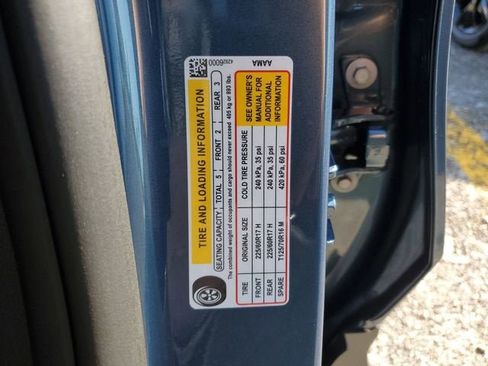 42926000
AAMA
TIRE AND LOADING INFORMATION
SEATING CAPACITY TOTAL 5 FRONT 2 REAR 3
The combined weight of occupants and cargo should never exceed 405 kg or 893 lbs.
TIRE ORIGINAL SIZE COLD TIRE PRESSURE
FRONT 225/60R17 H 240 kPa, 35 psi
REAR 225/60R17 H 240 kPa, 35 psi
SPARE T125/70R16 M 420 kPa, 60 psi
SEE OWNER'S
MANUAL FOR
ADDITIONAL
INFORMATION